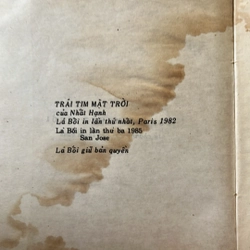 TRÁI TIM MẶT TRỜI
của Nhất Hạnh
Lá Bối in lần thứ nhất, Paris 1982
Lá Bối in lần thứ ba 1985
San Jose
Lá Bối giữ bản quyền